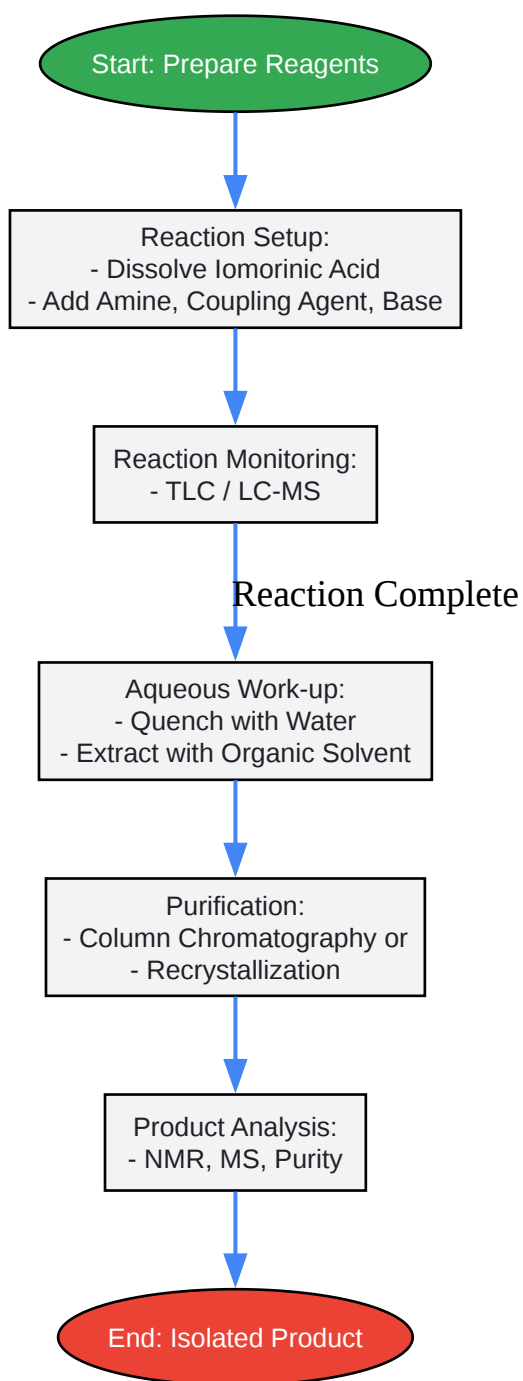 Start: Prepare Reagents
Reaction Setup:
- Dissolve Iomorinic Acid
- Add Amine, Coupling Agent, Base
Reaction Monitoring:
- TLC / LC-MS
Reaction Complete
Aqueous Work-up:
- Quench with Water
- Extract with Organic Solvent
Purification:
- Column Chromatography or
- Recrystallization
Product Analysis:
- NMR, MS, Purity
End: Isolated Product